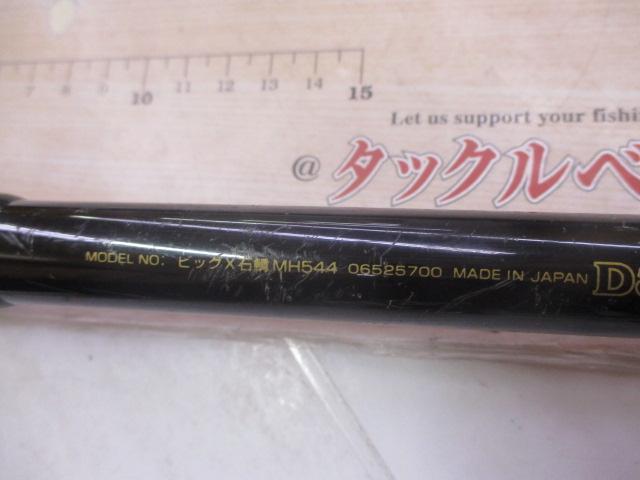 7 8 9 10 11 12 13 14 15
Let us support your fishin
@タックルベ
MODEL NO: ビッグX石鯛 MH544 06525700 MADE IN JAPAN Da